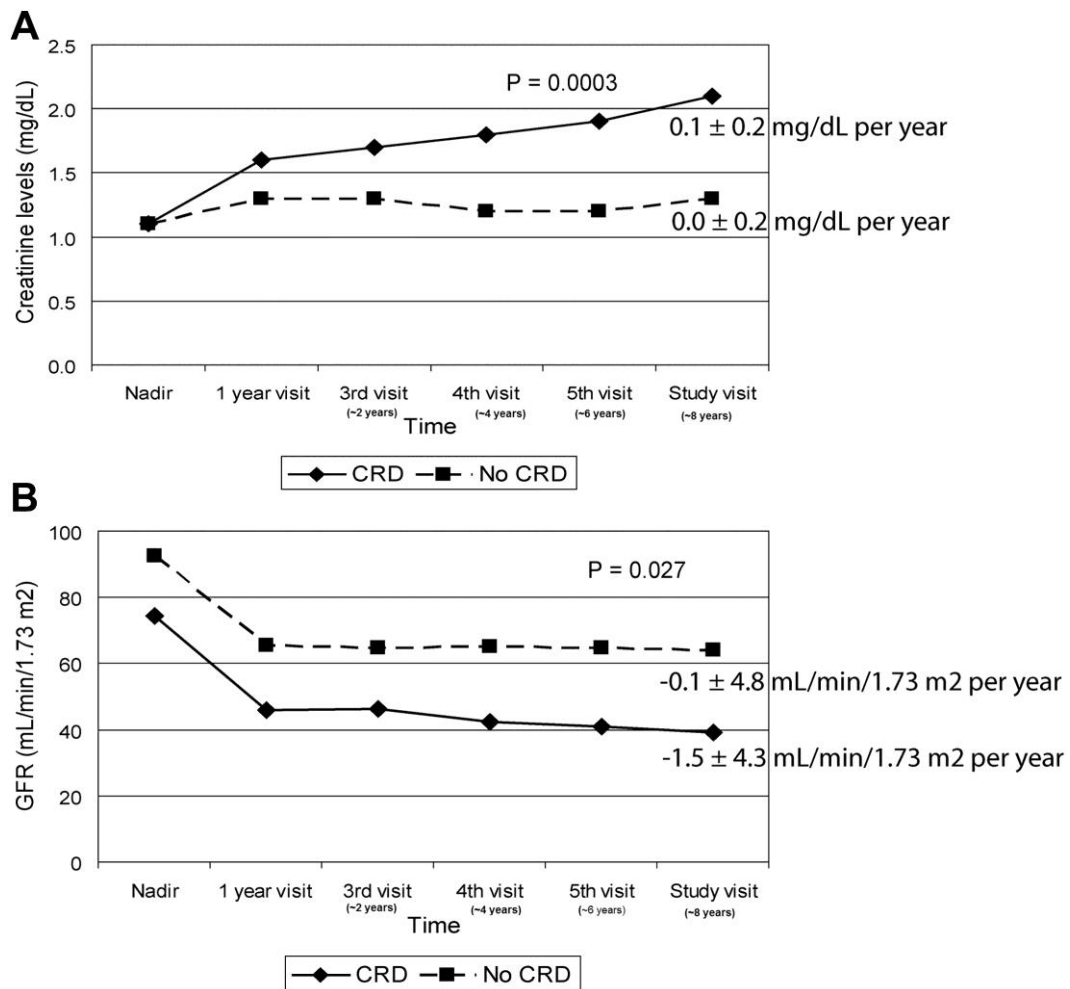 A
2.5
2.0
1.5
1.0
0.5
0.0
Creatinine levels (mg/dL)
P = 0.0003
0.1 ± 0.2 mg/dL per year
0.0 ± 0.2 mg/dL per year
Nadir 1 year visit 3rd visit 4th visit 5th visit Study visit
(~2 years) (~4 years) (~6 years) (~8 years)
Time
CRD No CRD
B
100
80
60
40
20
0
GFR (mL/min/1.73 m2)
P = 0.027
-0.1 ± 4.8 mL/min/1.73 m2 per year
-1.5 ± 4.3 mL/min/1.73 m2 per year
Nadir 1 year visit 3rd visit 4th visit 5th visit Study visit
(~2 years) (~4 years) (~6 years) (~8 years)
Time
CRD No CRD